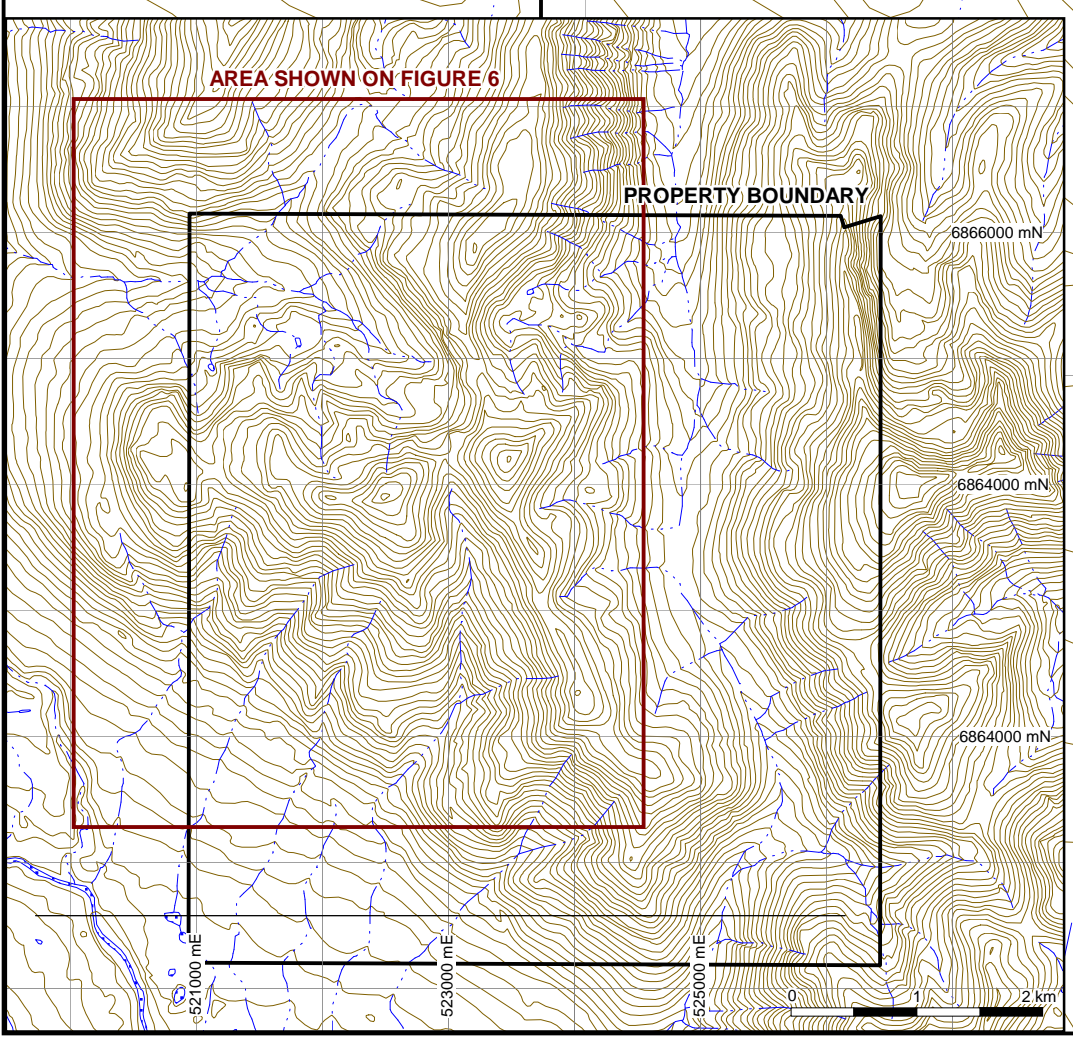 AREA SHOWN ON FIGURE 6
PROPERTY BOUNDARY
6866000 mN
6864000 mN
6864000 mN
521000 mE
523000 mE
525000 mE
0 1 2 km